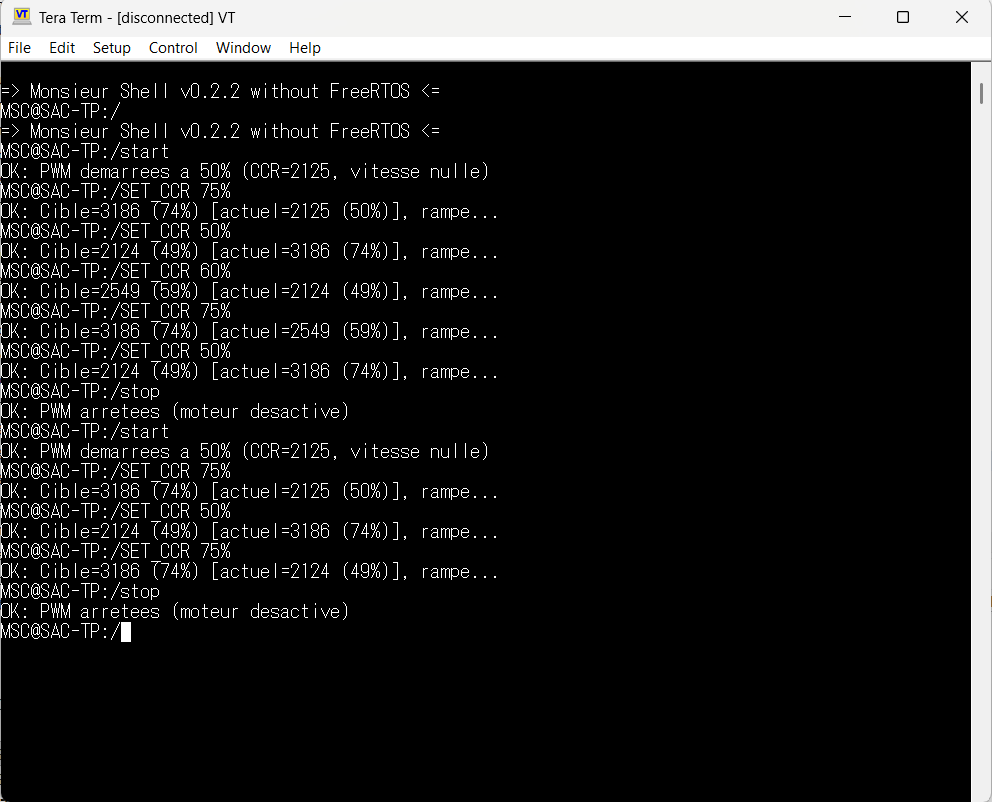 VT Tera Term - [disconnected] VT
File Edit Setup Control Window Help
=> Monsieur Shell v0.2.2 without FreeRTOS <=
MSC@SAC-TP:/
=> Monsieur Shell v0.2.2 without FreeRTOS <=
MSC@SAC-TP:/start
OK: PWM demarrees a 50% (CCR=2125, vitesse nulle)
MSC@SAC-TP:/SET_CCR 75%
OK: Cible=3186 (74%) [actuel=2125 (50%)], rampe...
MSC@SAC-TP:/SET_CCR 50%
OK: Cible=2124 (49%) [actuel=3186 (74%)], rampe...
MSC@SAC-TP:/SET_CCR 60%
OK: Cible=2549 (59%) [actuel=2124 (49%)], rampe...
MSC@SAC-TP:/SET_CCR 75%
OK: Cible=3186 (74%) [actuel=2549 (59%)], rampe...
MSC@SAC-TP:/SET_CCR 50%
OK: Cible=2124 (49%) [actuel=3186 (74%)], rampe...
MSC@SAC-TP:/stop
OK: PWM arretees (moteur desactive)
MSC@SAC-TP:/start
OK: PWM demarrees a 50% (CCR=2125, vitesse nulle)
MSC@SAC-TP:/SET_CCR 75%
OK: Cible=3186 (74%) [actuel=2125 (50%)], rampe...
MSC@SAC-TP:/SET_CCR 50%
OK: Cible=2124 (49%) [actuel=3186 (74%)], rampe...
MSC@SAC-TP:/SET_CCR 75%
OK: Cible=3186 (74%) [actuel=2124 (49%)], rampe...
MSC@SAC-TP:/stop
OK: PWM arretees (moteur desactive)
MSC@SAC-TP:/